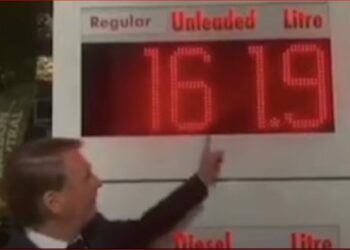 Regular Unleaded Litre
161.9
Diesel Litre